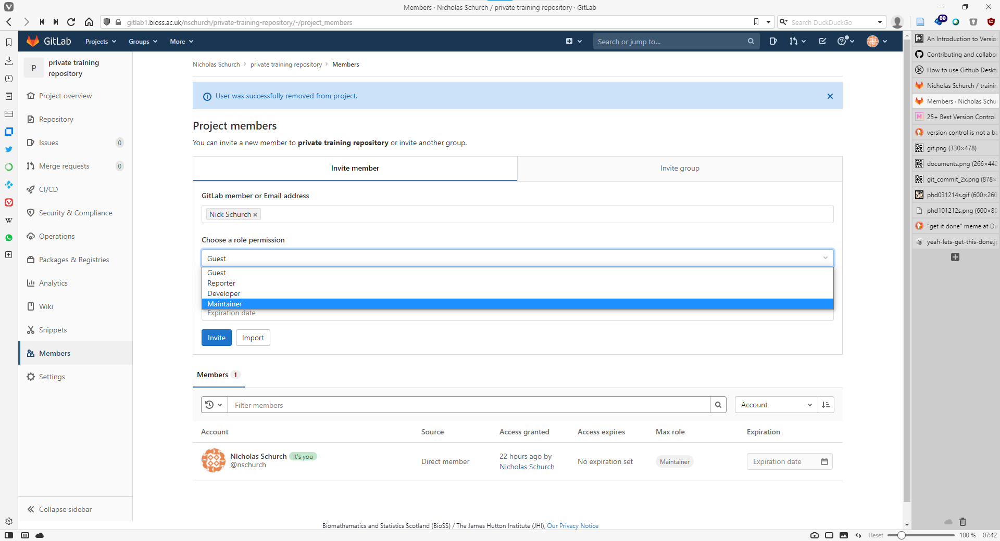 Members · Nicholas Schurch / private training repository · GitLab
gitlab1.bioss.ac.uk/nschurch/private-training-repository/-/project_members
Search DuckDuckGo
80
GitLab
Projects
Groups
More
Search or jump to...
P
private training
repository
Project overview
Repository
Issues
0
Merge requests
0
CI/CD
Security & Compliance
Operations
Packages & Registries
Analytics
Wiki
Snippets
Members
Settings
Collapse sidebar
Nicholas Schurch › private training repository › Members
User was successfully removed from project.
Project members
You can invite a new member to private training repository or invite another group.
Invite member
Invite group
GitLab member or Email address
Nick Schurch ×
Choose a role permission
Guest
Guest
Reporter
Developer
Maintainer
Expiration date
Invite
Import
Members 1
Filter members
Account
Account Source Access granted Access expires Max role Expiration
Nicholas Schurch It's you
@nschurch
Direct member
22 hours ago by
Nicholas Schurch
No expiration set
Maintainer
Expiration date
Biomathematics and Statistics Scotland (BioSS) / The James Hutton Institute (JHI), Our Privacy Notice
An Introduction to Versio
Contributing and collabor
How to use Github Deskt
Nicholas Schurch / trainin
Members · Nicholas Schu
25+ Best Version Control
version control is not a ba
git.png (330×478)
documents.png (266×442
git_commit_2x.png (878×
phd031214s.gif (600×260
phd101212s.png (600×80
"get it done" meme at Du
yeah-lets-get-this-done.j
Reset
100 %
07:42